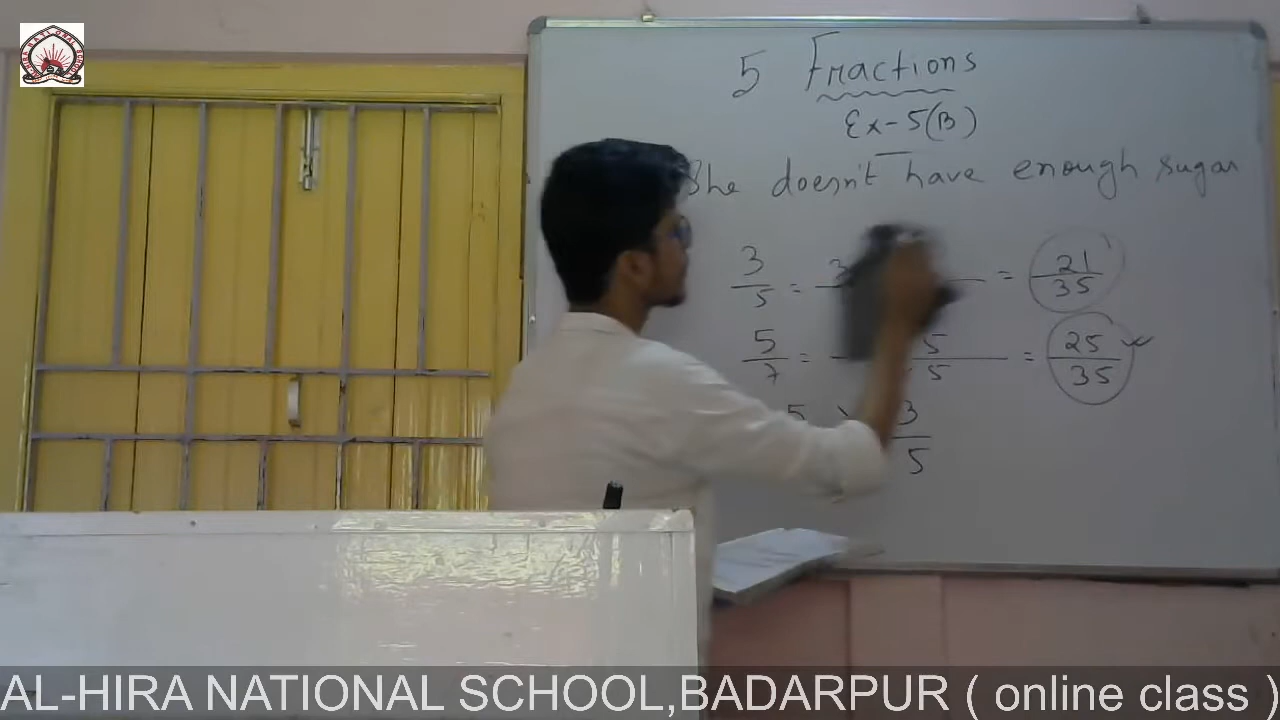 5 Fractions
Ex-5(B)
She doesn't have enough sugar
3/5 = 3 = 21/35
5/7 = 5/5 = 25/35
5 > 3/5
AL-HIRA NATIONAL SCHOOL,BADARPUR ( online class )